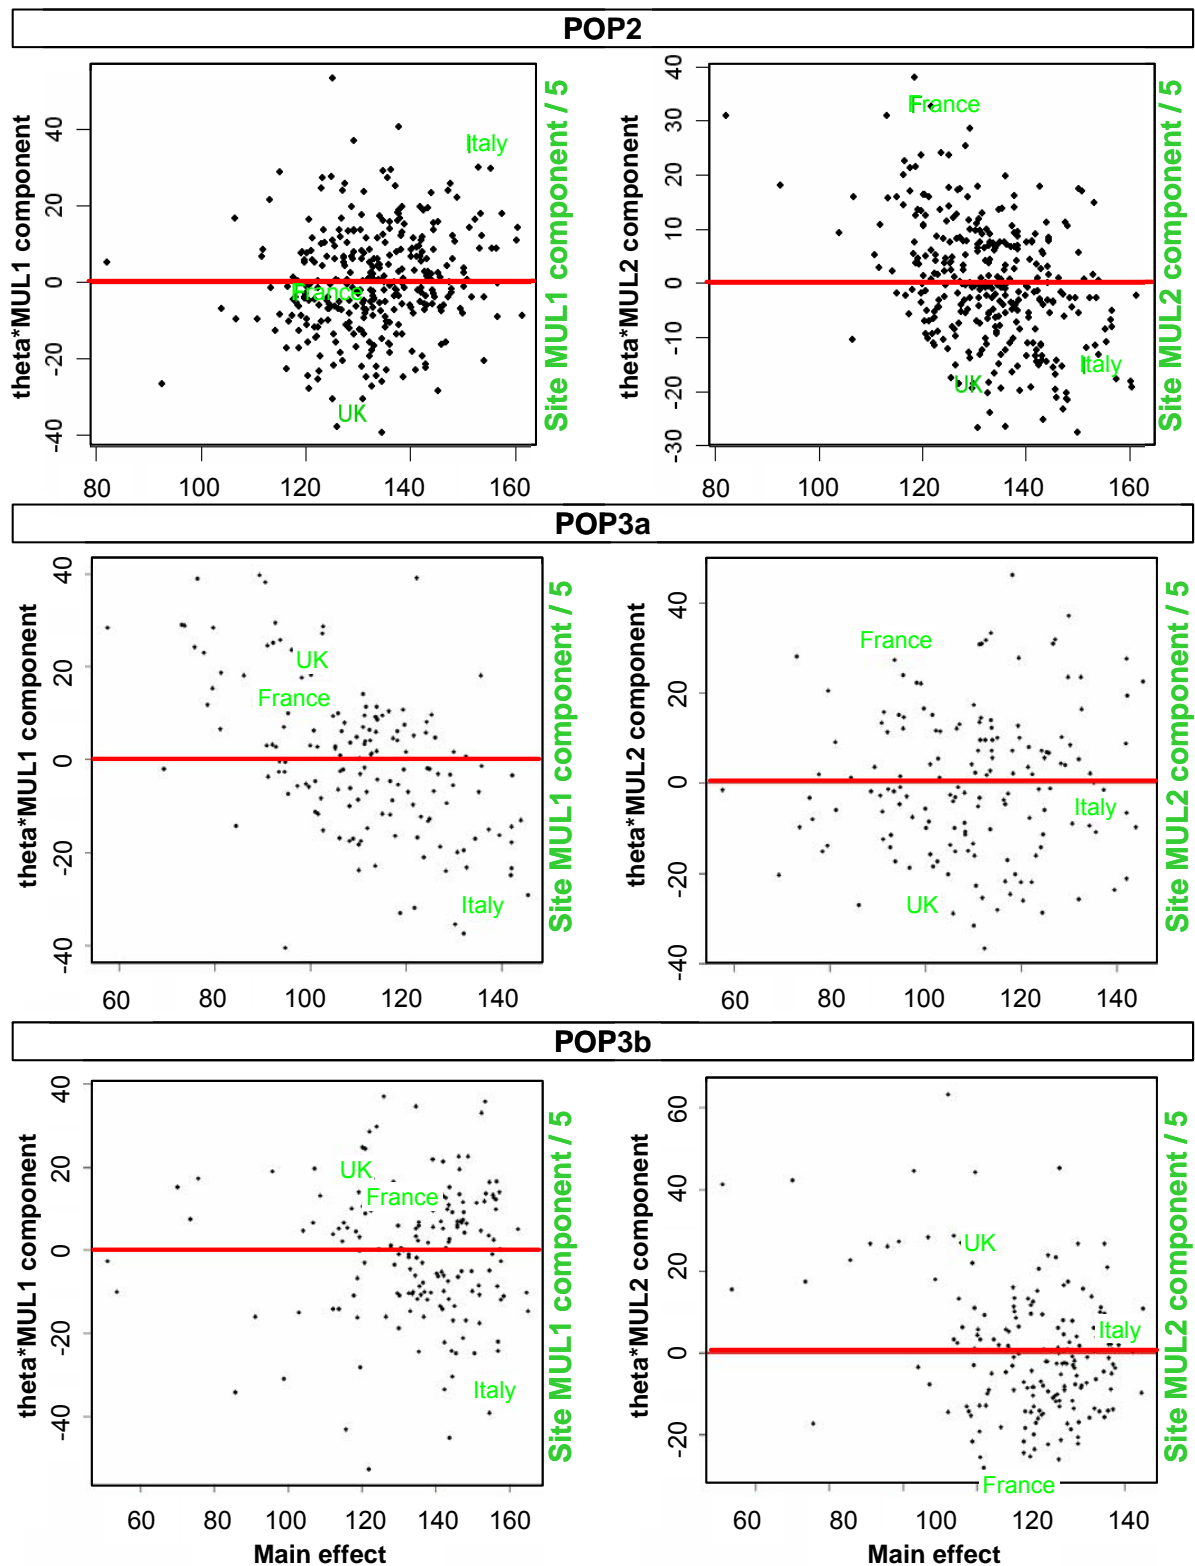 POP2
theta*MUL1 component
40
20
0
-20
-40
Italy
France
UK
80
100
120
140
160
Site MUL1 component / 5
theta*MUL2 component
40
30
20
10
0
-10
-20
-30
France
Italy
UK
80
100
120
140
160
Site MUL2 component / 5
POP3a
theta*MUL1 component
40
20
0
-20
-40
UK
France
Italy
60
80
100
120
140
Site MUL1 component / 5
theta*MUL2 component
40
20
0
-20
-40
France
Italy
UK
60
80
100
120
140
Site MUL2 component / 5
POP3b
theta*MUL1 component
40
20
0
-20
-40
UK
France
Italy
60
80
100
120
140
160
Main effect
Site MUL1 component / 5
theta*MUL2 component
60
40
20
0
-20
UK
Italy
France
60
80
100
120
140
Main effect
Site MUL2 component / 5